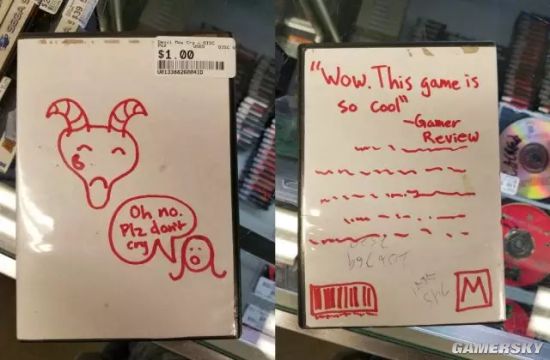 $1.00
Oh no.
Plz don't
cry
"Wow. This game is
so cool"
-Gamer
Review
M
GAMERSKY